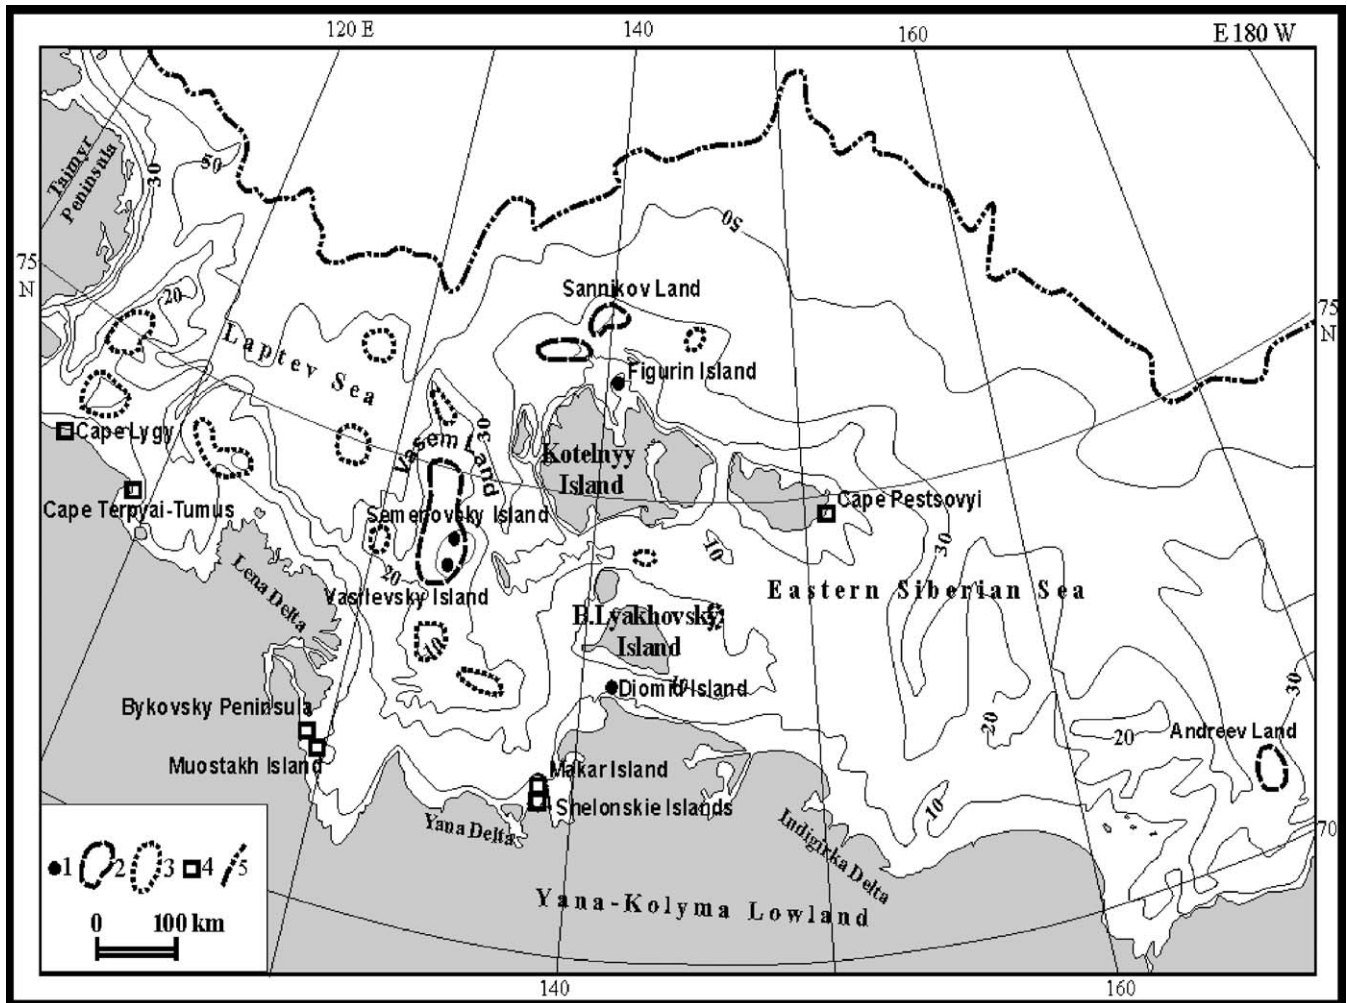 120 E
140
160
E 180 W
Taimyr
Peninsula
30
50
50
75
N
20
Sannikov Land
75
N
Laptev Sea
Figurin Island
Cape Lygy
30
Vasem Land
Kotelnyy
Island
Cape Pestsovyi
Cape Terpyai-Tumus
Semenovsky Island
10
30
Lena Delta
20
Vasilevsky Island
Eastern Siberian Sea
B.Lyakhovsky
Island
10
Diomid Island
10
30
Bykovsky Peninsula
20
20
Andreev Land
Muostakh Island
Makar Island
Shelonskie Islands
10
Yana Delta
Indigirka Delta
70
Yana-Kolyma Lowland
1 2 3 4 5
0 100 km
140
160